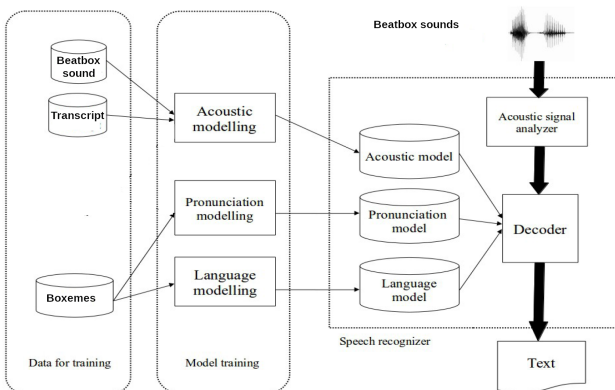 Beatbox sounds
Beatbox
sound
Transcript
Acoustic
modelling
Acoustic signal
analyzer
Acoustic model
Pronunciation
modelling
Pronunciation
model
Decoder
Boxemes
Language
modelling
Language
model
Speech recognizer
Data for training
Model training
Text